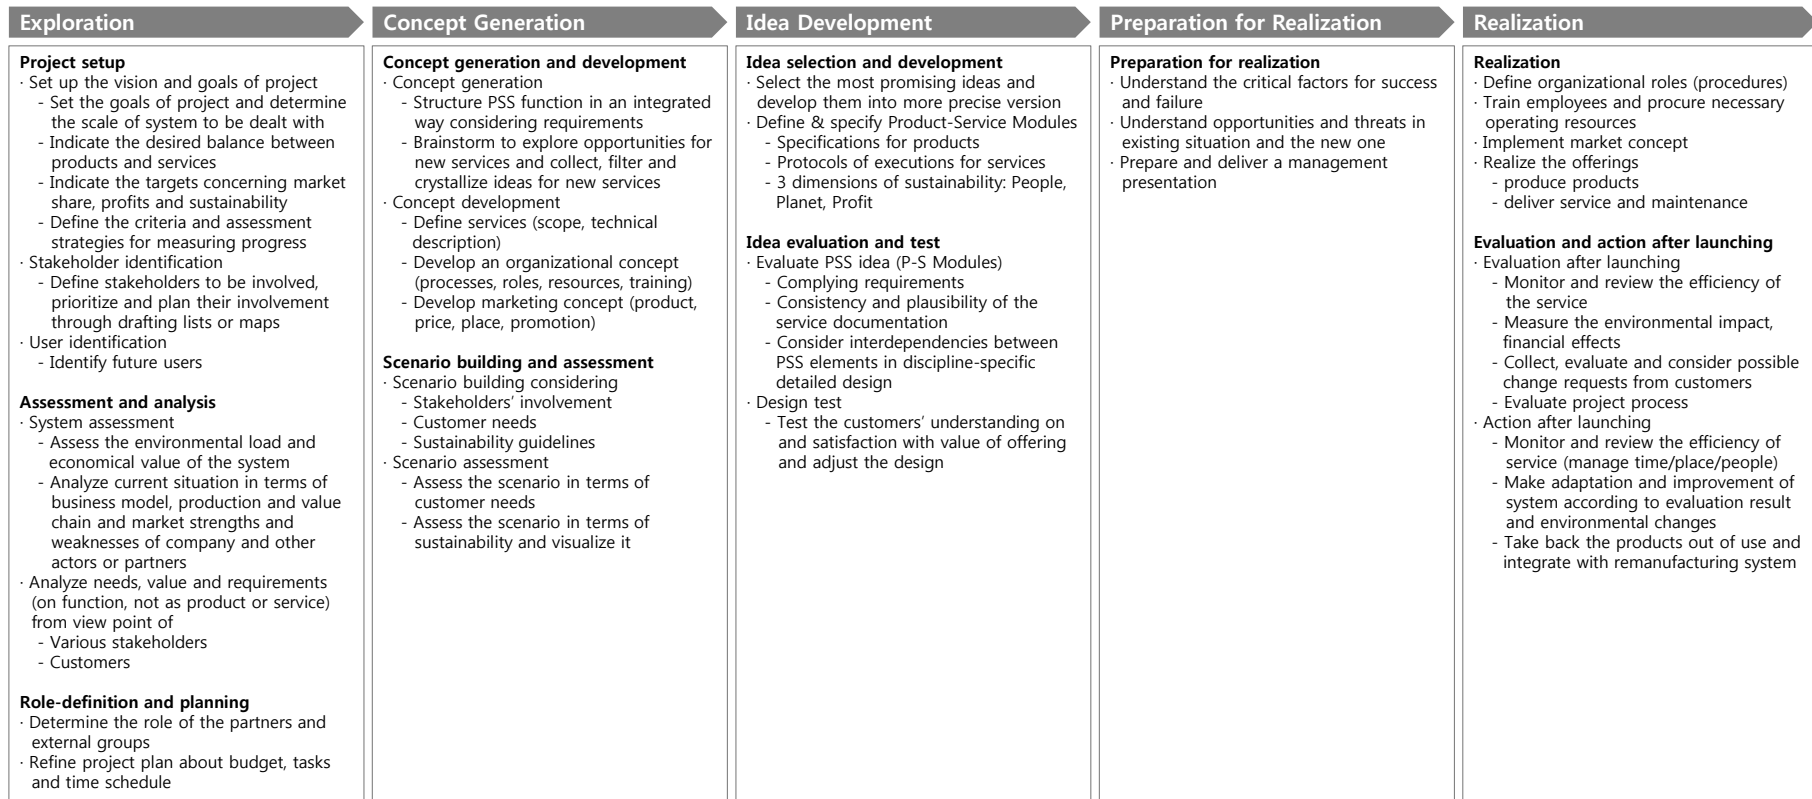 Exploration
Project setup
· Set up the vision and goals of project
- Set the goals of project and determine
the scale of system to be dealt with
- Indicate the desired balance between
products and services
- Indicate the targets concerning market
share, profits and sustainability
- Define the criteria and assessment
strategies for measuring progress
· Stakeholder identification
- Define stakeholders to be involved,
prioritize and plan their involvement
through drafting lists or maps
· User identification
- Identify future users
Assessment and analysis
· System assessment
- Assess the environmental load and
economical value of the system
- Analyze current situation in terms of
business model, production and value
chain and market strengths and
weaknesses of company and other
actors or partners
· Analyze needs, value and requirements
(on function, not as product or service)
from view point of
- Various stakeholders
- Customers
Role-definition and planning
· Determine the role of the partners and
external groups
· Refine project plan about budget, tasks
and time schedule
Concept Generation
Concept generation and development
· Concept generation
- Structure PSS function in an integrated
way considering requirements
- Brainstorm to explore opportunities for
new services and collect, filter and
crystallize ideas for new services
· Concept development
- Define services (scope, technical
description)
- Develop an organizational concept
(processes, roles, resources, training)
- Develop marketing concept (product,
price, place, promotion)
Scenario building and assessment
· Scenario building considering
- Stakeholders’ involvement
- Customer needs
- Sustainability guidelines
· Scenario assessment
- Assess the scenario in terms of
customer needs
- Assess the scenario in terms of
sustainability and visualize it
Idea Development
Idea selection and development
· Select the most promising ideas and
develop them into more precise version
· Define & specify Product-Service Modules
- Specifications for products
- Protocols of executions for services
- 3 dimensions of sustainability: People,
Planet, Profit
Idea evaluation and test
· Evaluate PSS idea (P-S Modules)
- Complying requirements
- Consistency and plausibility of the
service documentation
- Consider interdependencies between
PSS elements in discipline-specific
detailed design
· Design test
- Test the customers’ understanding on
and satisfaction with value of offering
and adjust the design
Preparation for Realization
Preparation for realization
· Understand the critical factors for success
and failure
· Understand opportunities and threats in
existing situation and the new one
· Prepare and deliver a management
presentation
Realization
Realization
· Define organizational roles (procedures)
· Train employees and procure necessary
operating resources
· Implement market concept
· Realize the offerings
- produce products
- deliver service and maintenance
Evaluation and action after launching
· Evaluation after launching
- Monitor and review the efficiency of
the service
- Measure the environmental impact,
financial effects
- Collect, evaluate and consider possible
change requests from customers
- Evaluate project process
· Action after launching
- Monitor and review the efficiency of
service (manage time/place/people)
- Make adaptation and improvement of
system according to evaluation result
and environmental changes
- Take back the products out of use and
integrate with remanufacturing system